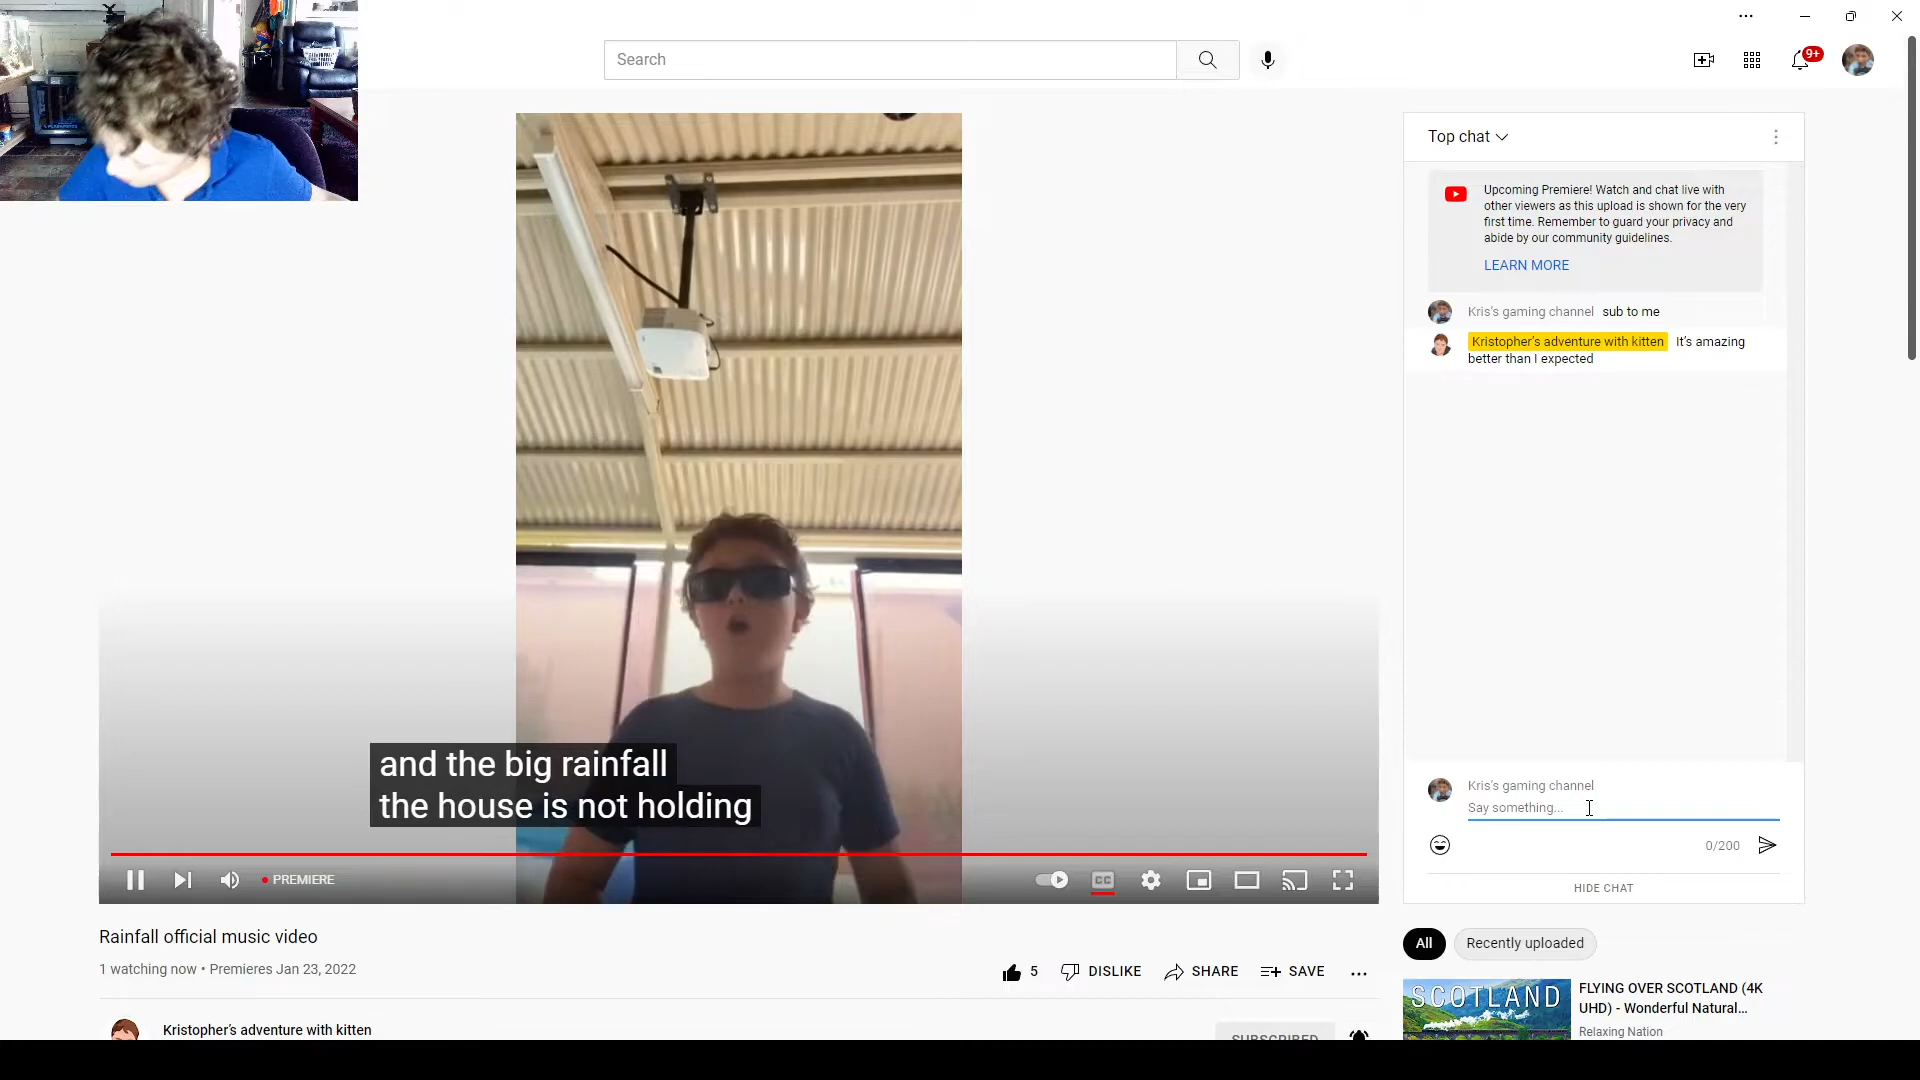 Search
9+
Top chat
Upcoming Premiere! Watch and chat live with
other viewers as this upload is shown for the very
first time. Remember to guard your privacy and
abide by our community guidelines.
LEARN MORE
Kris's gaming channel sub to me
Kristopher's adventure with kitten It's amazing
better than I expected
and the big rainfall
the house is not holding
PREMIERE
CC
Kris's gaming channel
Say something...
0/200
HIDE CHAT
Rainfall official music video
1 watching now • Premieres Jan 23, 2022
5 DISLIKE SHARE SAVE
Kristopher's adventure with kitten
SUBSCRIBED
All Recently uploaded
SCOTLAND
FLYING OVER SCOTLAND (4K
UHD) - Wonderful Natural...
Relaxing Nation